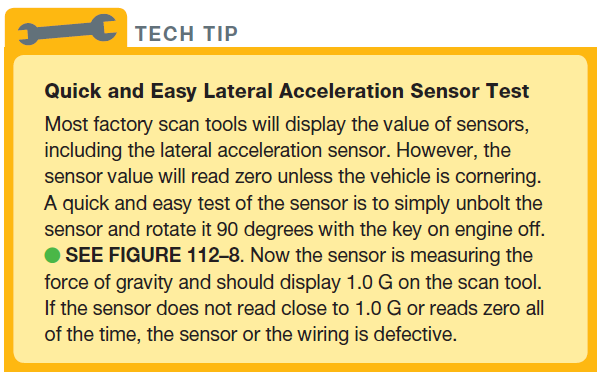 TECH TIP
Quick and Easy Lateral Acceleration Sensor Test
Most factory scan tools will display the value of sensors,
including the lateral acceleration sensor. However, the
sensor value will read zero unless the vehicle is cornering.
A quick and easy test of the sensor is to simply unbolt the
sensor and rotate it 90 degrees with the key on engine off.
SEE FIGURE 112–8. Now the sensor is measuring the
force of gravity and should display 1.0 G on the scan tool.
If the sensor does not read close to 1.0 G or reads zero all
of the time, the sensor or the wiring is defective.